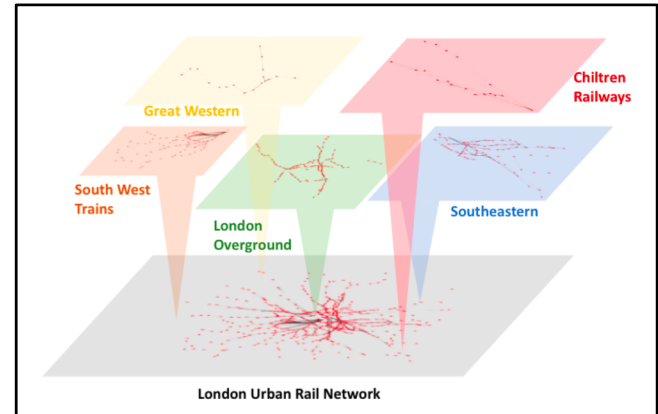 Great Western
Chiltren
Railways
South West
Trains
London
Overground
Southeastern
London Urban Rail Network